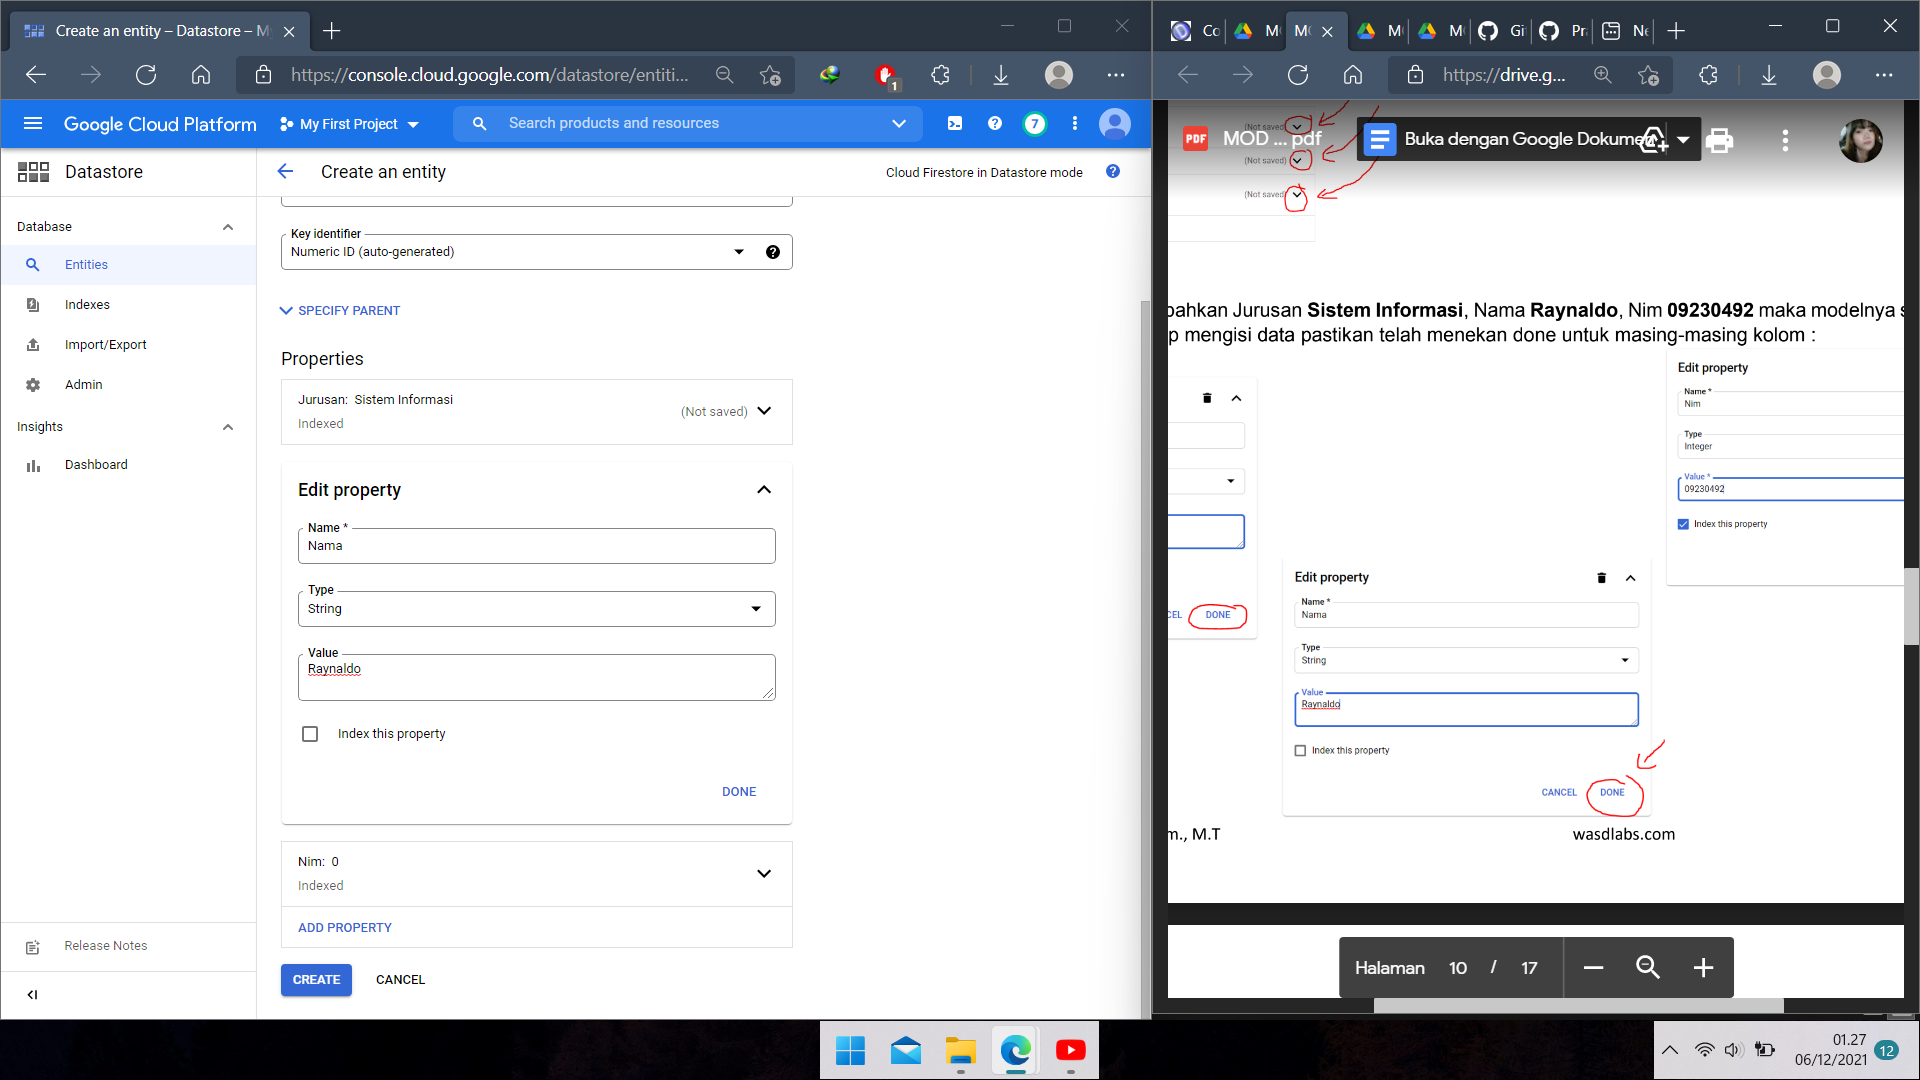 Create an entity – Datastore – My
https://console.cloud.google.com/datastore/entiti...
1
Google Cloud Platform
My First Project
Search products and resources
7
Datastore
Create an entity
Cloud Firestore in Datastore mode
Database
Entities
Indexes
Import/Export
Admin
Insights
Dashboard
Release Notes
Key identifier
Numeric ID (auto-generated)
SPECIFY PARENT
Properties
Jurusan: Sistem Informasi
Indexed
(Not saved)
Edit property
Name *
Nama
Type
String
Value
Raynaldo
Index this property
DONE
Nim: 0
Indexed
ADD PROPERTY
CREATE
CANCEL
Co
Gi
Ne
https://drive.g...
(Not saved)
PDF
MOD ... pdf
Buka dengan Google Dokumen
(Not saved)
(Not saved)
bahkan Jurusan Sistem Informasi, Nama Raynaldo, Nim 09230492 maka modelnya s
p mengisi data pastikan telah menekan done untuk masing-masing kolom :
Edit property
Name *
Nim
Type
Integer
Value *
09230492
Index this property
CEL
DONE
Edit property
Name *
Nama
Type
String
Value
Raynaldo
Index this property
CANCEL
DONE
m., M.T
wasdlabs.com
Halaman 10 / 17
01.27
06/12/2021
12